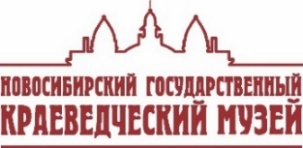 НОВОСИБИРСКИЙ ГОСУДАРСТВЕННЫЙ
КРАЕВЕДЧЕСКИЙ МУЗЕЙ